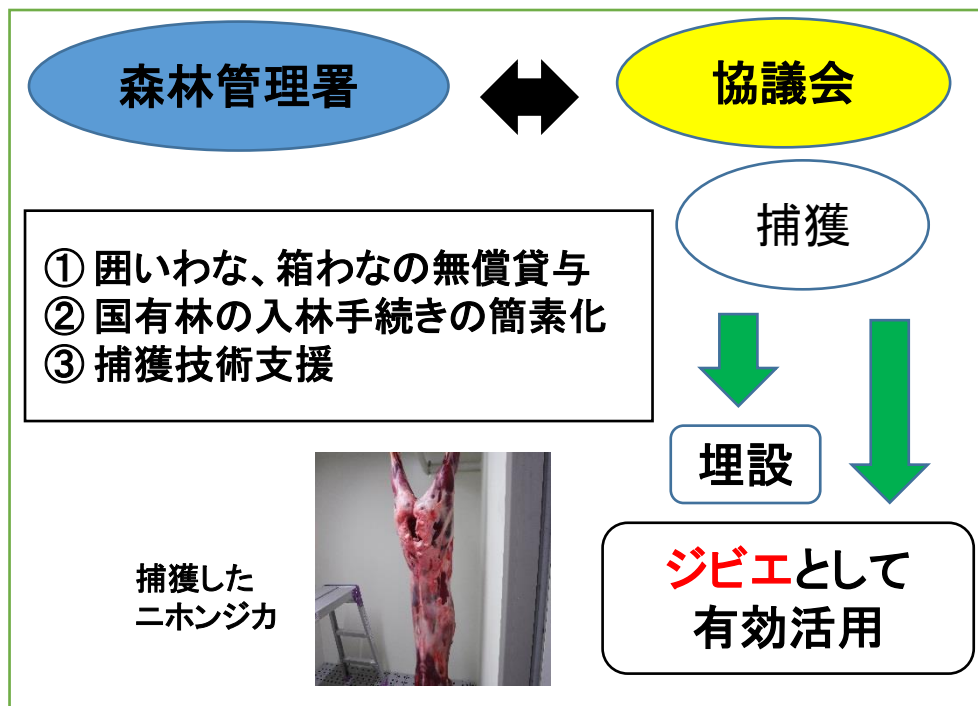 森林管理署
協議会
捕獲
① 囲いわな、箱わなの無償貸与
② 国有林の入林手続きの簡素化
③ 捕獲技術支援
埋設
捕獲した
ニホンジカ
ジビエとして
有効活用